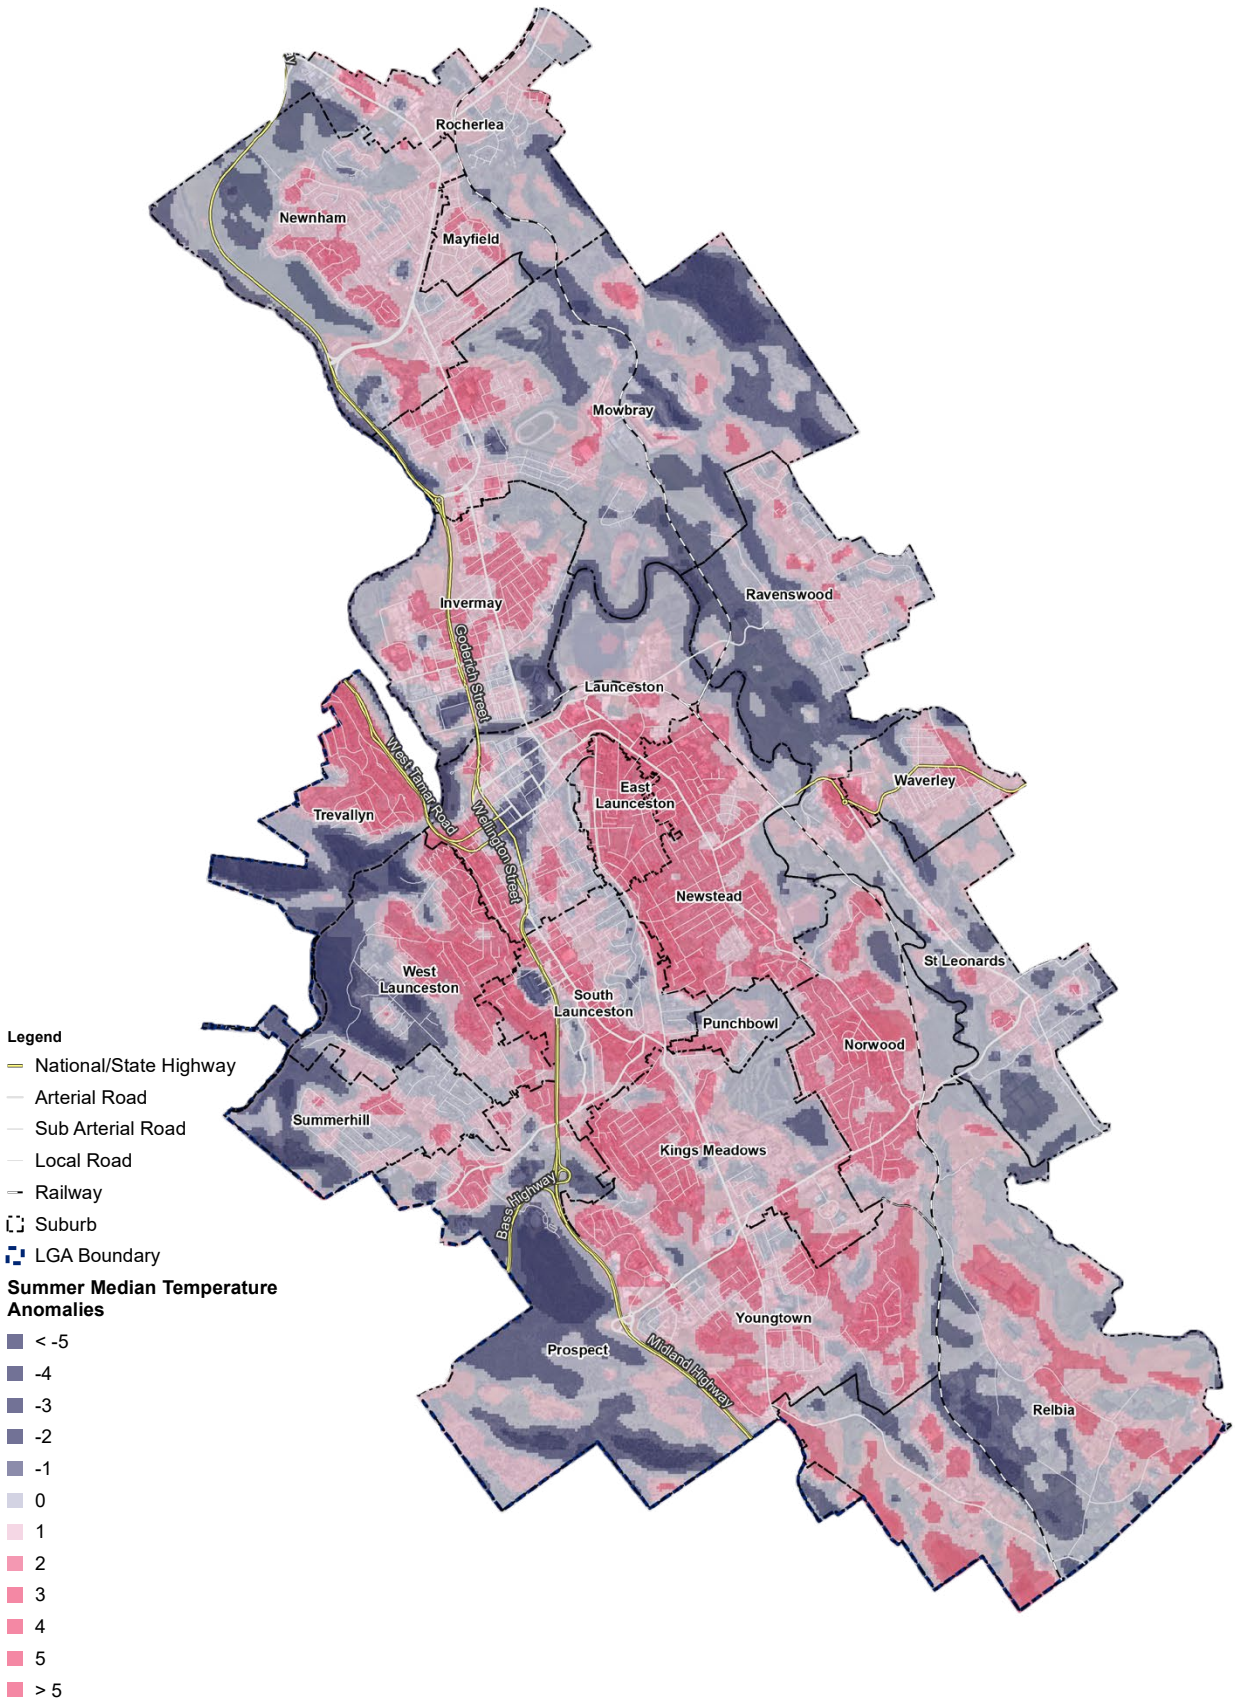 Rocherlea
Newnham
Mayfield
Mowbray
Ravenswood
Invermay
Goderich Street
Launceston
West Tamar Road
East
Launceston
Waverley
Trevallyn
Wellington Street
Newstead
St Leonards
West
Launceston
South
Launceston
Punchbowl
Norwood
Summerhill
Kings Meadows
Bass Highway
Youngtown
Prospect
Midland Highway
Relbia
Legend
National/State Highway
Arterial Road
Sub Arterial Road
Local Road
Railway
Suburb
LGA Boundary
Summer Median Temperature
Anomalies
< -5
-4
-3
-2
-1
0
1
2
3
4
5
> 5